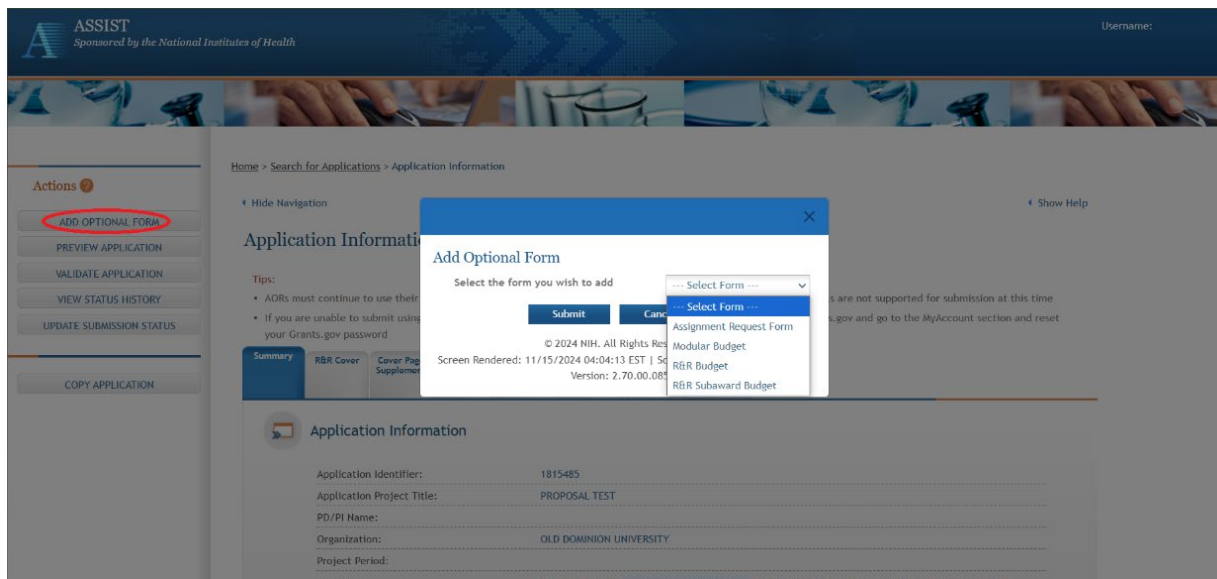 ASSIST
Sponsored by the National Institutes of Health
Username:
Home > Search for Applications > Application Information
Actions ?
ADD OPTIONAL FORM
PREVIEW APPLICATION
VALIDATE APPLICATION
VIEW STATUS HISTORY
UPDATE SUBMISSION STATUS
COPY APPLICATION
Hide Navigation
Show Help
Application Informati
Tips:
• AORs must continue to use their
s are not supported for submission at this time
• If you are unable to submit using
s.gov and go to the MyAccount section and reset
your Grants.gov password
Summary
R&R Cover
Cover Pag
Supplemen
Add Optional Form
Select the form you wish to add
--- Select Form ---
--- Select Form ---
Assignment Request Form
Modular Budget
R&R Budget
R&R Subaward Budget
Submit
Canc
© 2024 NIH. All Rights Res
Screen Rendered: 11/15/2024 04:04:13 EST | Sc
Version: 2.70.00.085
Application Information
Application Identifier: 1815485
Application Project Title: PROPOSAL TEST
PD/PI Name:
Organization: OLD DOMINION UNIVERSITY
Project Period: